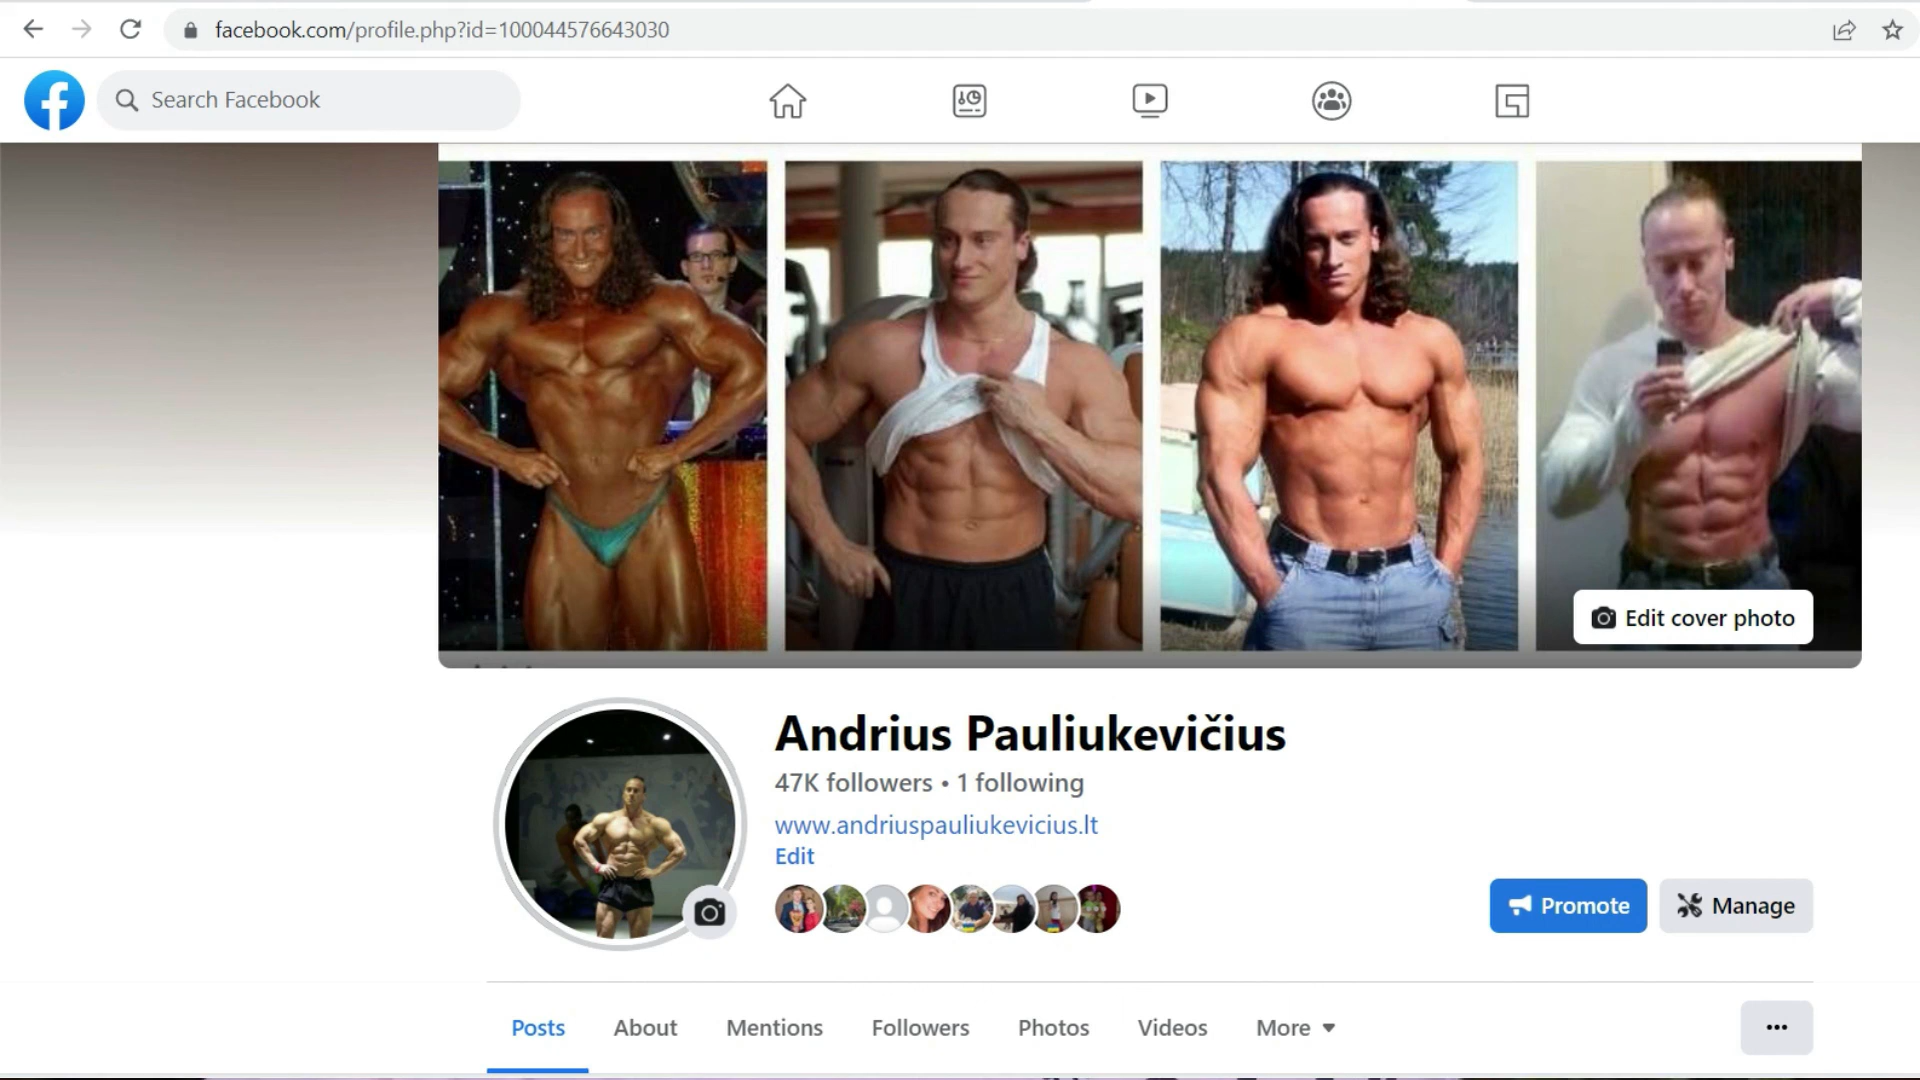 facebook.com/profile.php?id=100044576643030
Search Facebook
Edit cover photo
Andrius Pauliukevičius
47K followers • 1 following
www.andriuspauliukevicius.lt
Edit
Promote
Manage
Posts
About
Mentions
Followers
Photos
Videos
More